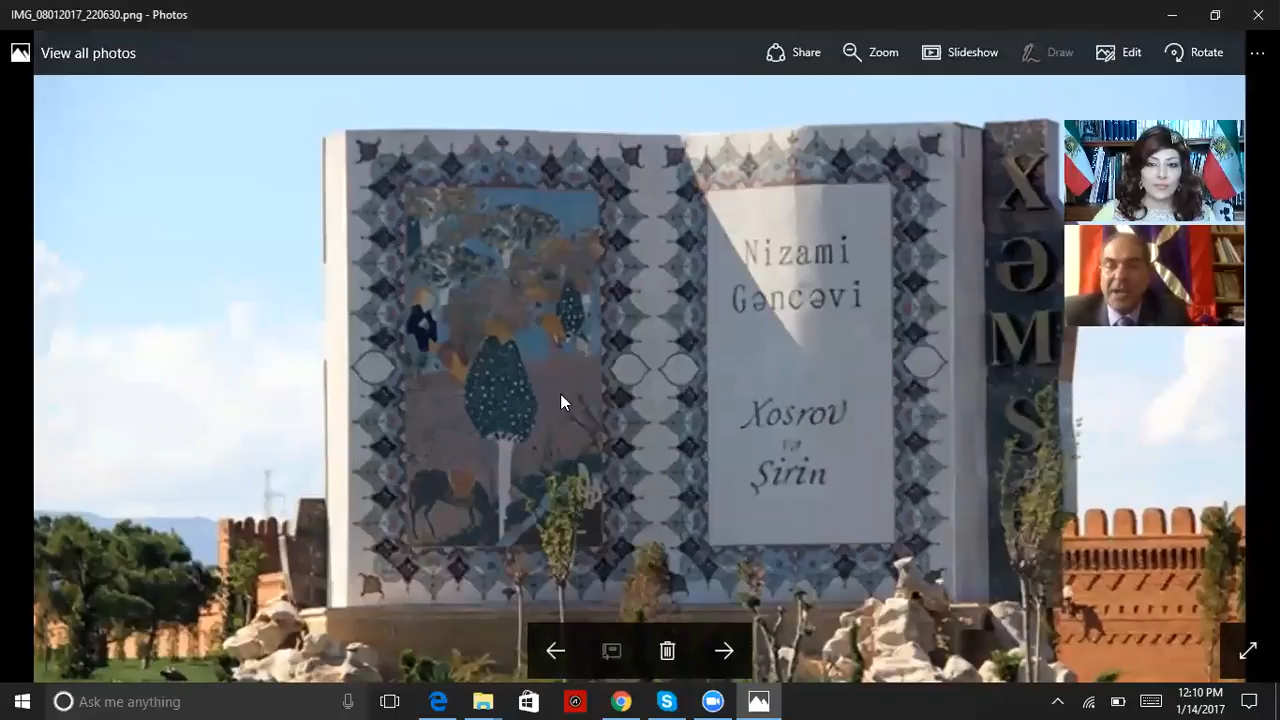 IMG_08012017_220630.png - Photos
View all photos
Share
Zoom
Slideshow
Draw
Edit
Rotate
Nizami
Gəncəvi
Xosrov
və
Şirin
X
Ə
M
S
Ask me anything
12:10 PM
1/14/2017